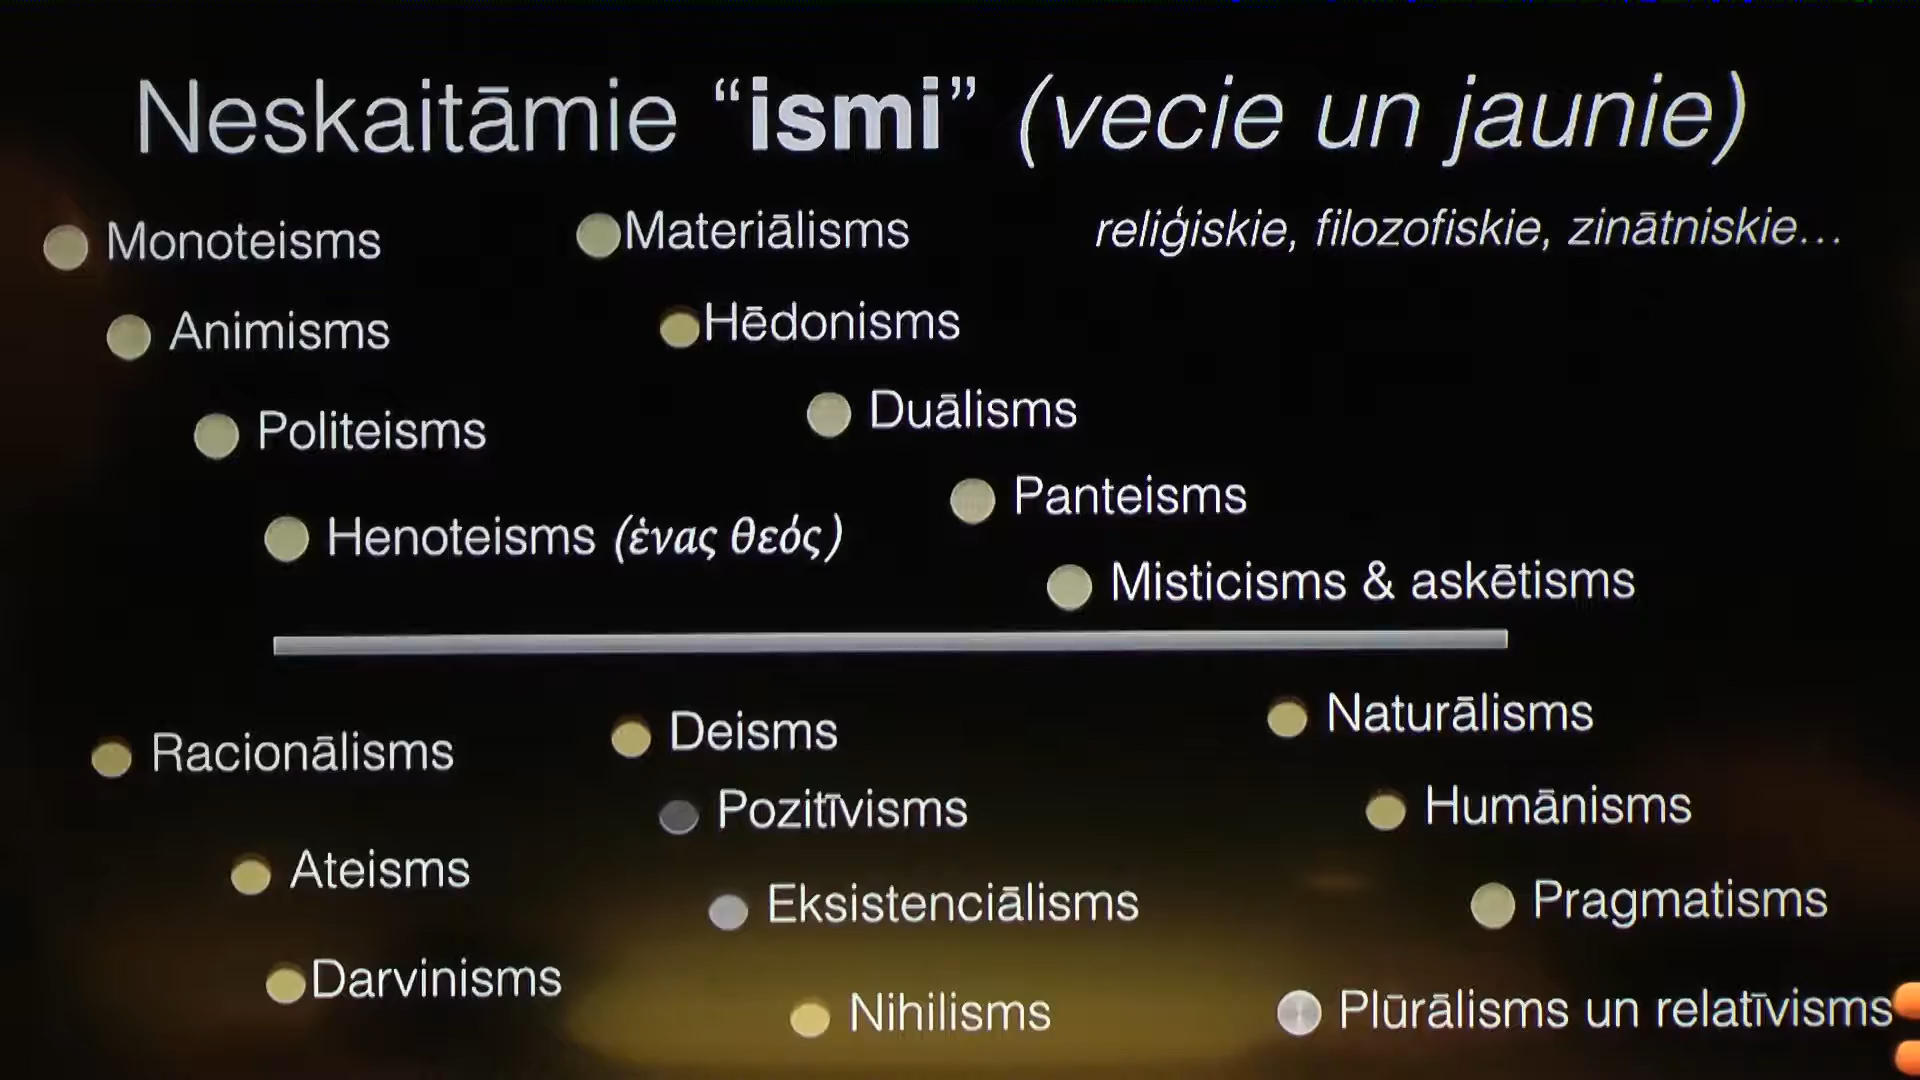 Neskaitāmie “ismi” (vecie un jaunie)
reliģiskie, filozofiskie, zinātniskie...
Monoteisms
Animisms
Politeisms
Henoteisms (ἑνας θεός)
Materiālisms
Hēdonisms
Duālisms
Panteisms
Misticisms & askētisms
Racionālisms
Ateisms
Darvinisms
Deisms
Pozitīvisms
Eksistenciālisms
Nihilisms
Naturālisms
Humānisms
Pragmatisms
Plūrālisms un relatīvisms